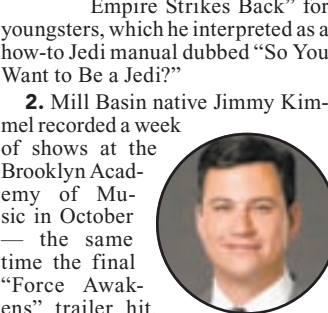 Empire Strikes Back” for
youngsters, which he interpreted as a
how-to Jedi manual dubbed “So You
Want to Be a Jedi?”
2. Mill Basin native Jimmy Kim-
mel recorded a week
of shows at the
Brooklyn Acad-
emy of Mu-
sic in October
— the same
time the final
“Force Awak-
ens” trailer hit